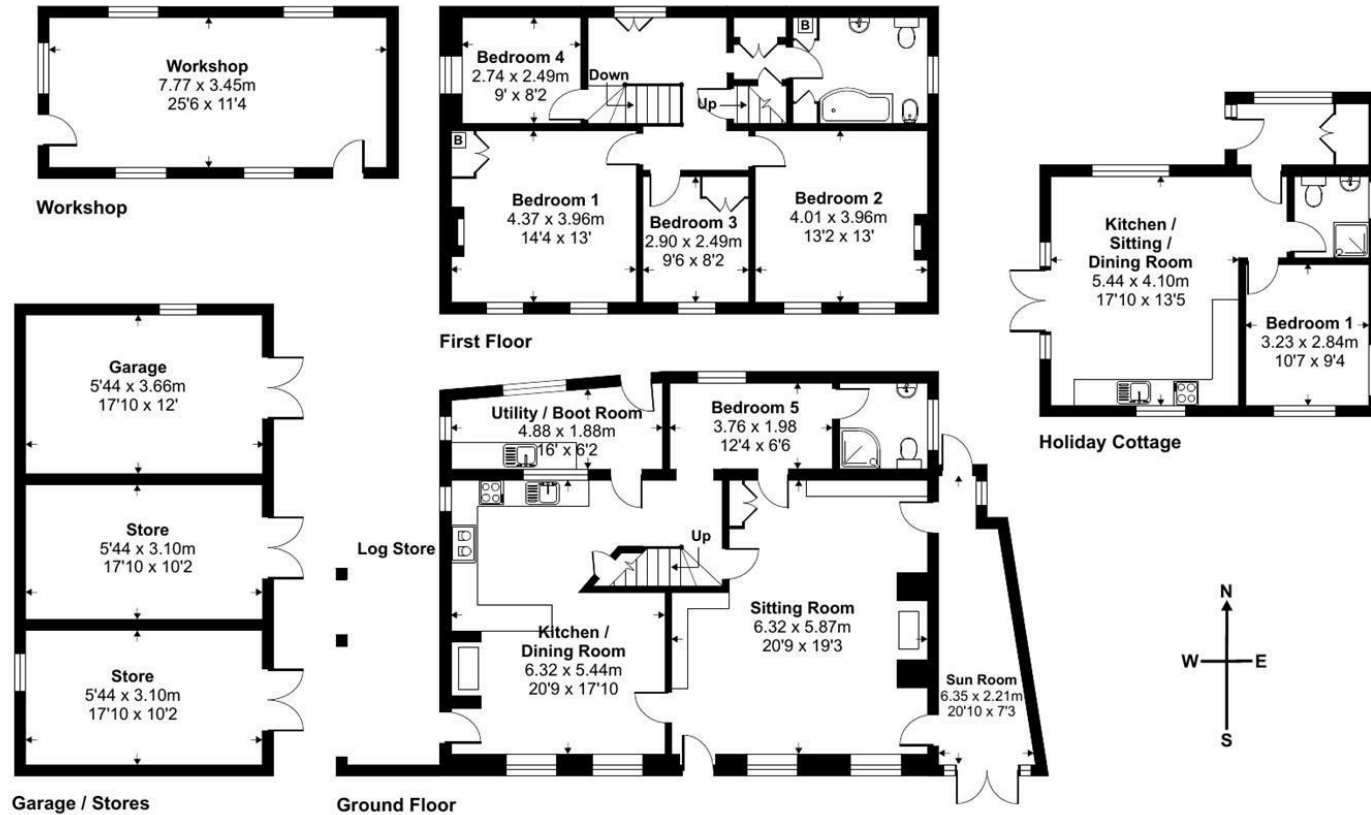 Workshop
7.77 x 3.45m
25'6 x 11'4
Workshop
Bedroom 4
2.74 x 2.49m
9' x 8'2
Down
Up
B
B
Bedroom 1
4.37 x 3.96m
14'4 x 13'
Bedroom 3
2.90 x 2.49m
9'6 x 8'2
Bedroom 2
4.01 x 3.96m
13'2 x 13'
First Floor
Kitchen /
Sitting /
Dining Room
5.44 x 4.10m
17'10 x 13'5
Bedroom 1
3.23 x 2.84m
10'7 x 9'4
Holiday Cottage
Garage
5'44 x 3.66m
17'10 x 12'
Store
5'44 x 3.10m
17'10 x 10'2
Store
5'44 x 3.10m
17'10 x 10'2
Garage / Stores
Utility / Boot Room
4.88 x 1.88m
16' x 6'2
Bedroom 5
3.76 x 1.98
12'4 x 6'6
Log Store
Up
Kitchen /
Dining Room
6.32 x 5.44m
20'9 x 17'10
Sitting Room
6.32 x 5.87m
20'9 x 19'3
Sun Room
6.35 x 2.21m
20'10 x 7'3
Ground Floor
N
W
E
S